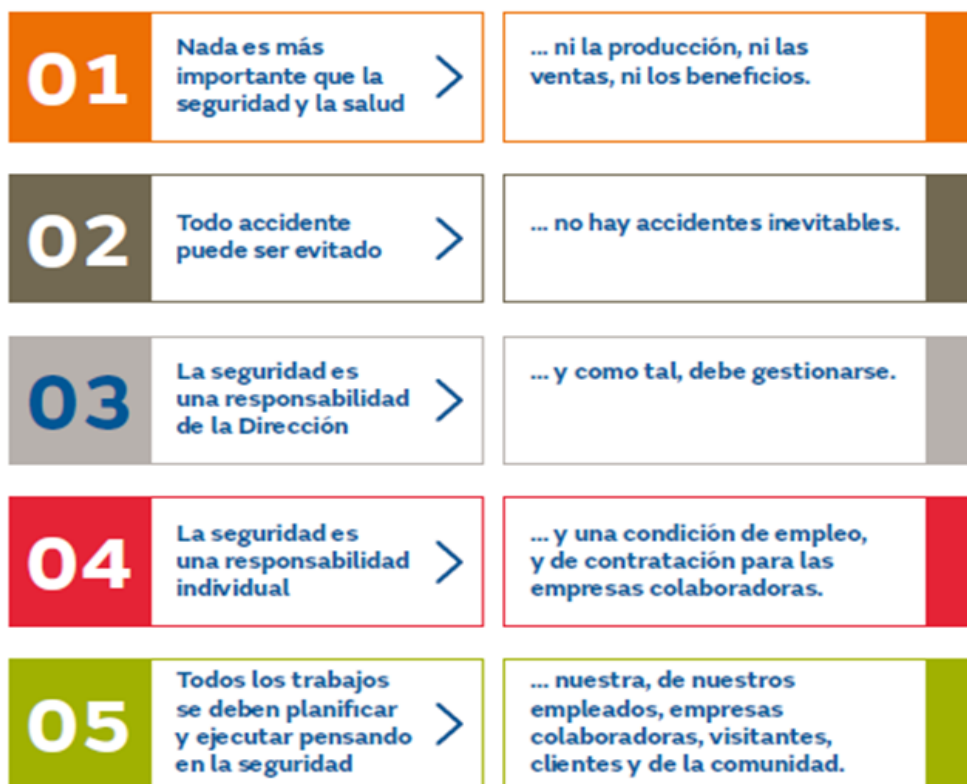 01
Nada es más
importante que la
seguridad y la salud
... ni la producción, ni las
ventas, ni los beneficios.
02
Todo accidente
puede ser evitado
... no hay accidentes inevitables.
03
La seguridad es
una responsabilidad
de la Dirección
... y como tal, debe gestionarse.
04
La seguridad es
una responsabilidad
individual
... y una condición de empleo,
y de contratación para las
empresas colaboradoras.
05
Todos los trabajos
se deben planificar
y ejecutar pensando
en la seguridad
... nuestra, de nuestros
empleados, empresas
colaboradoras, visitantes,
clientes y de la comunidad.